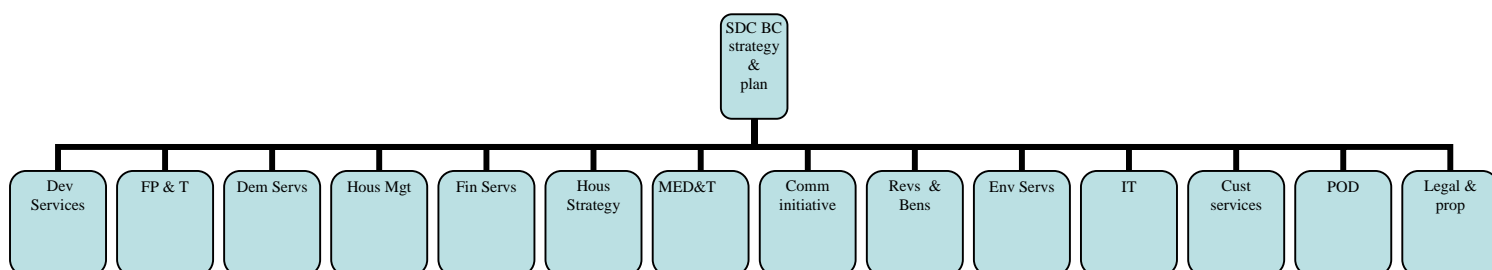 SDC BC
strategy
&
plan
Dev
Services
FP & T
Dem Servs
Hous Mgt
Fin Servs
Hous
Strategy
MED&T
Comm
initiative
Revs & 
Bens
Env Servs
IT
Cust
services
POD
Legal &
prop